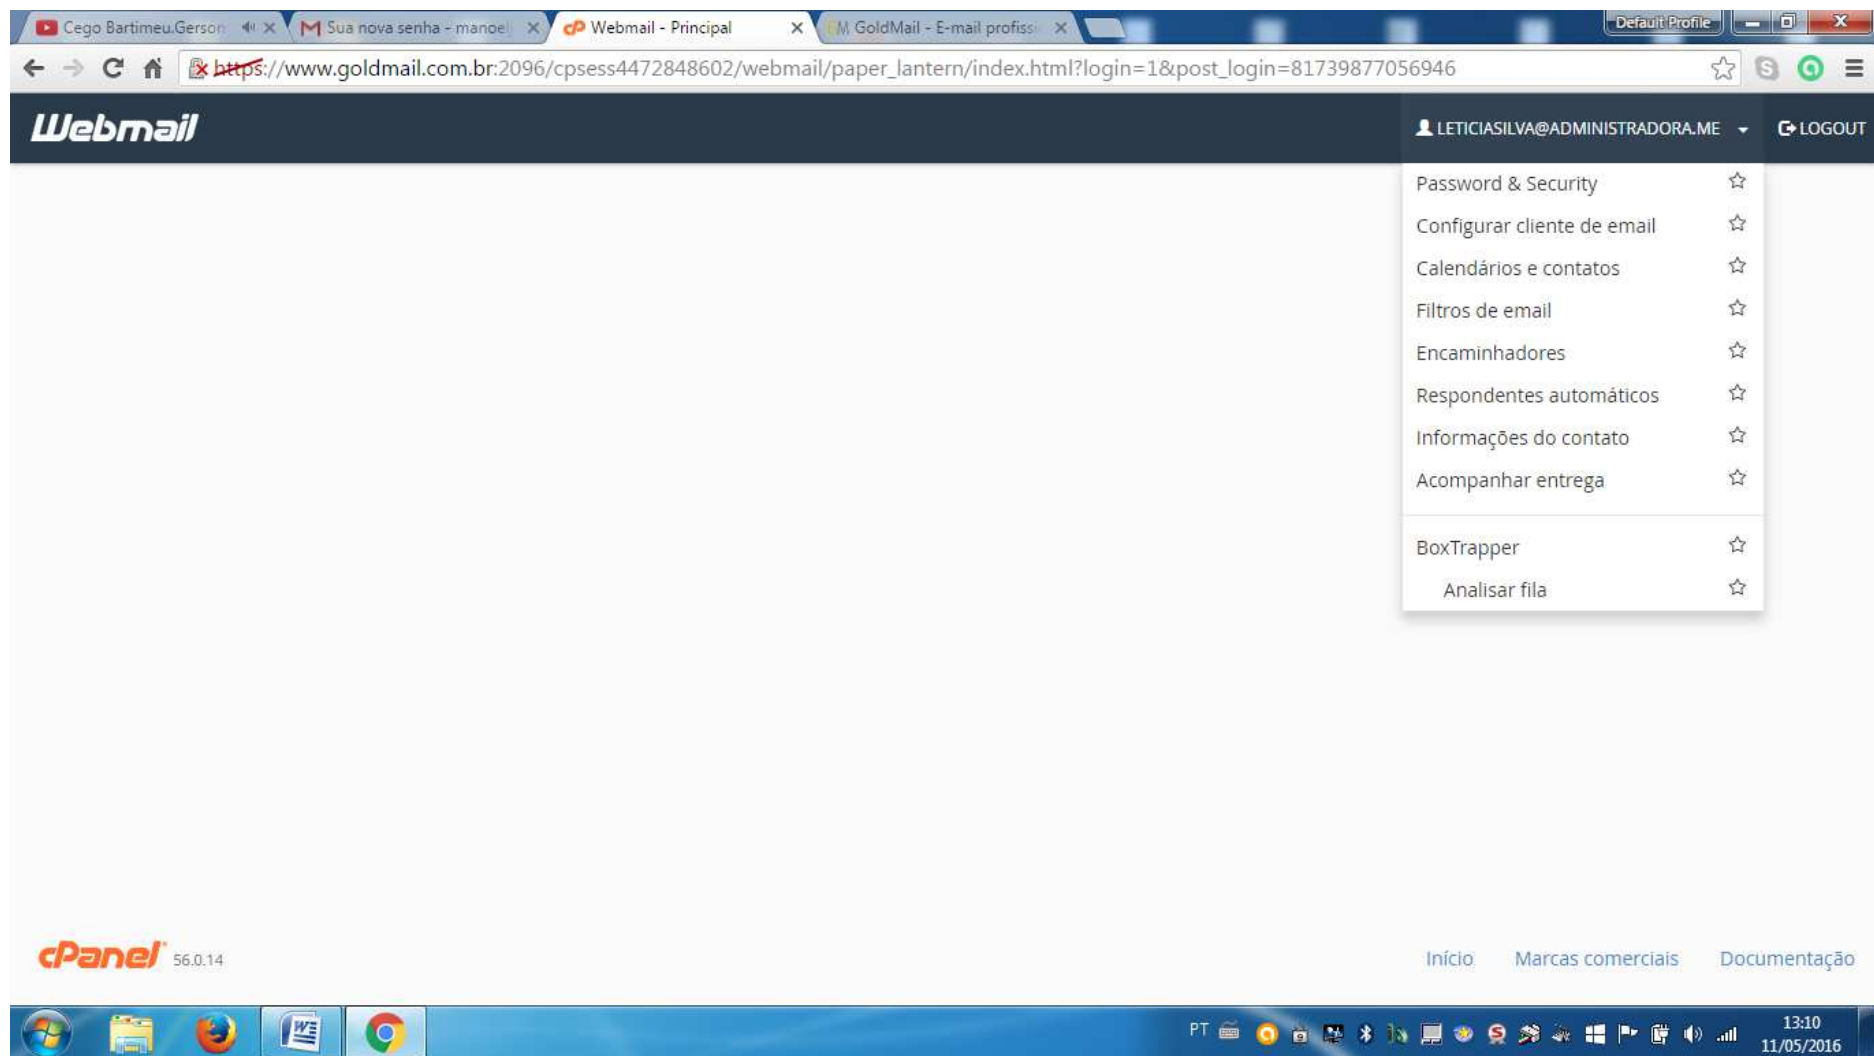 Cego Bartimeu.Gerson
Sua nova senha - manoel
Webmail - Principal
GoldMail - E-mail profissi
Default Profile
https://www.goldmail.com.br:2096/cpsess4472848602/webmail/paper_lantern/index.html?login=1&post_login=81739877056946
Webmail
LETICIASILVA@ADMINISTRADORA.ME
LOGOUT
Password & Security
Configurar cliente de email
Calendários e contatos
Filtros de email
Encaminhadores
Respondentes automáticos
Informações do contato
Acompanhar entrega
BoxTrapper
Analisar fila
cPanel 56.0.14
Início Marcas comerciais Documentação
PT
13:10
11/05/2016